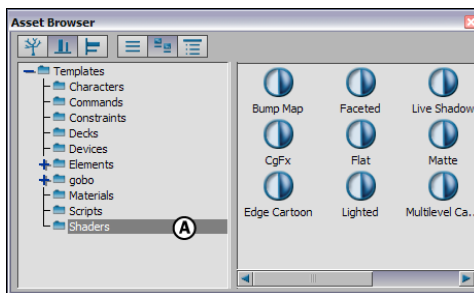 Asset Browser
Templates
Characters
Commands
Constraints
Decks
Devices
Elements
gobo
Materials
Scripts
Shaders
A
Bump Map
Faceted
Live Shadow
CgFx
Flat
Matte
Edge Cartoon
Lighted
Multilevel Ca...